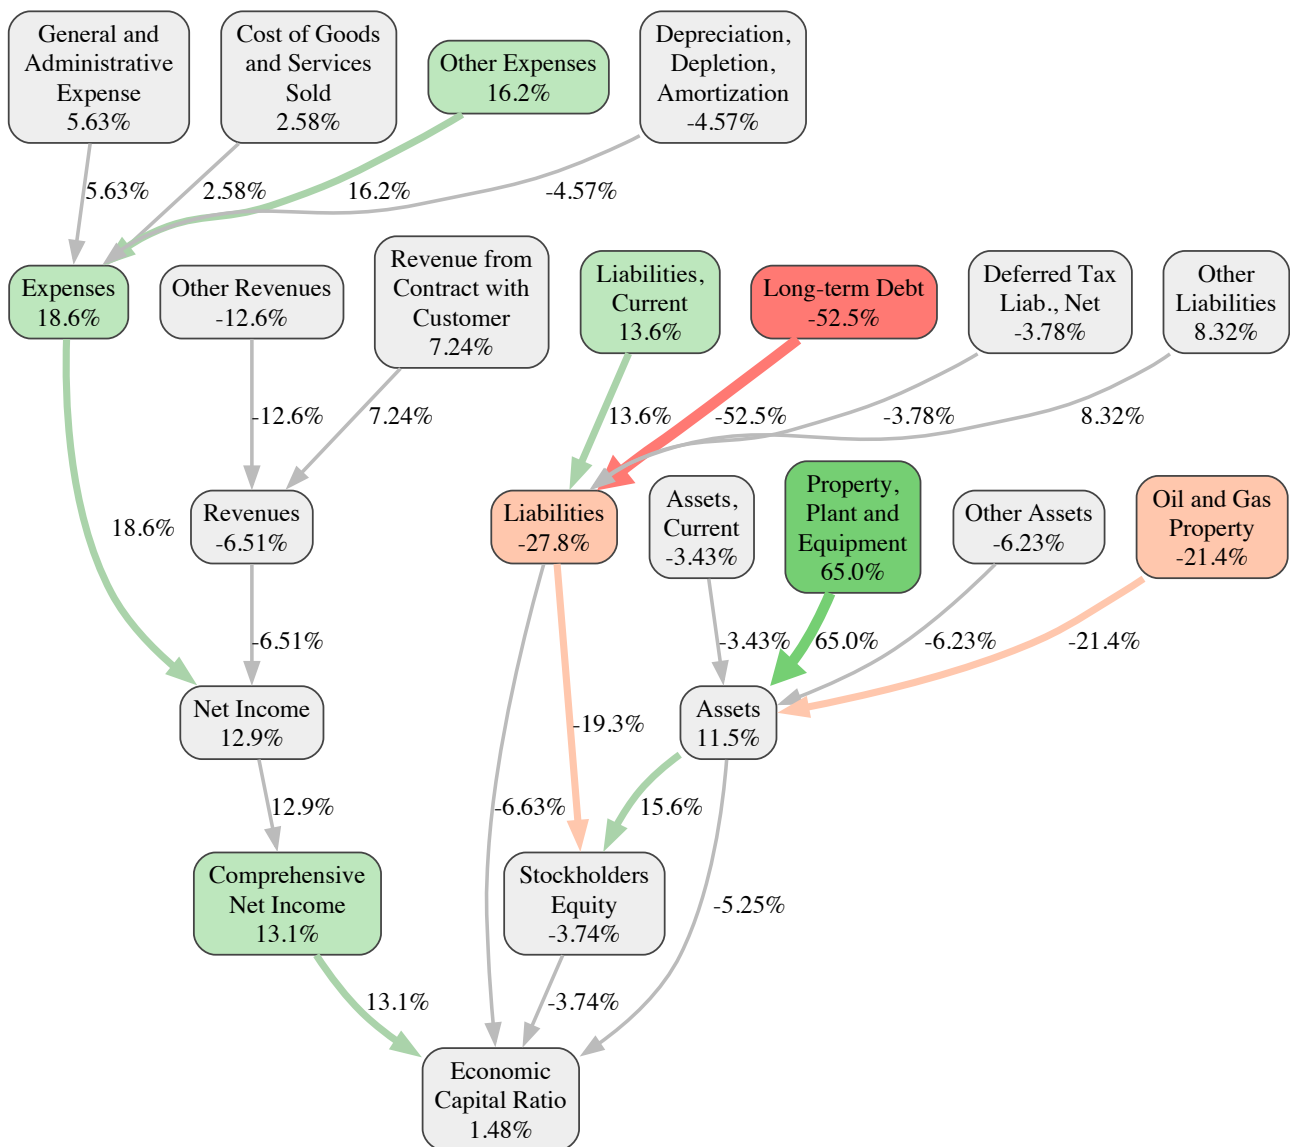 General and
Administrative
Expense
5.63%
Cost of Goods
and Services
Sold
2.58%
Other Expenses
16.2%
Depreciation,
Depletion,
Amortization
-4.57%
5.63%
2.58%
16.2%
-4.57%
Expenses
18.6%
Other Revenues
-12.6%
Revenue from
Contract with
Customer
7.24%
Liabilities,
Current
13.6%
Long-term Debt
-52.5%
Deferred Tax
Liab., Net
-3.78%
Other
Liabilities
8.32%
-12.6%
7.24%
13.6%
-52.5%
-3.78%
8.32%
18.6%
Revenues
-6.51%
Liabilities
-27.8%
Assets,
Current
-3.43%
Property,
Plant and
Equipment
65.0%
Other Assets
-6.23%
Oil and Gas
Property
-21.4%
-6.51%
-3.43%
65.0%
-6.23%
-21.4%
Net Income
12.9%
-19.3%
Assets
11.5%
12.9%
-6.63%
15.6%
Comprehensive
Net Income
13.1%
Stockholders
Equity
-3.74%
-5.25%
13.1%
-3.74%
Economic
Capital Ratio
1.48%